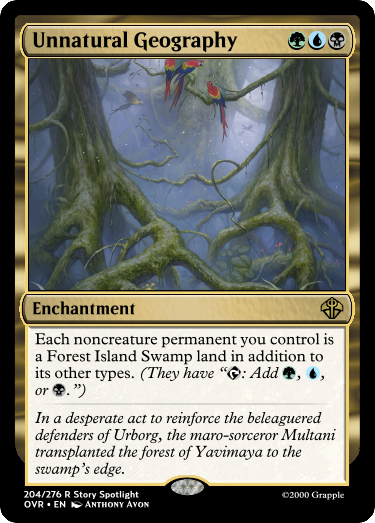 Unnatural Geography
Enchantment
Each noncreature permanent you control is
a Forest Island Swamp land in addition to
its other types. (They have “: Add , ,
or .”)
In a desperate act to reinforce the beleaguered
defenders of Urborg, the maro-sorceror Multani
transplanted the forest of Yavimaya to the
swamp’s edge.
204/276 R Story Spotlight
OVR • EN Anthony Avon
©2000 Grapple